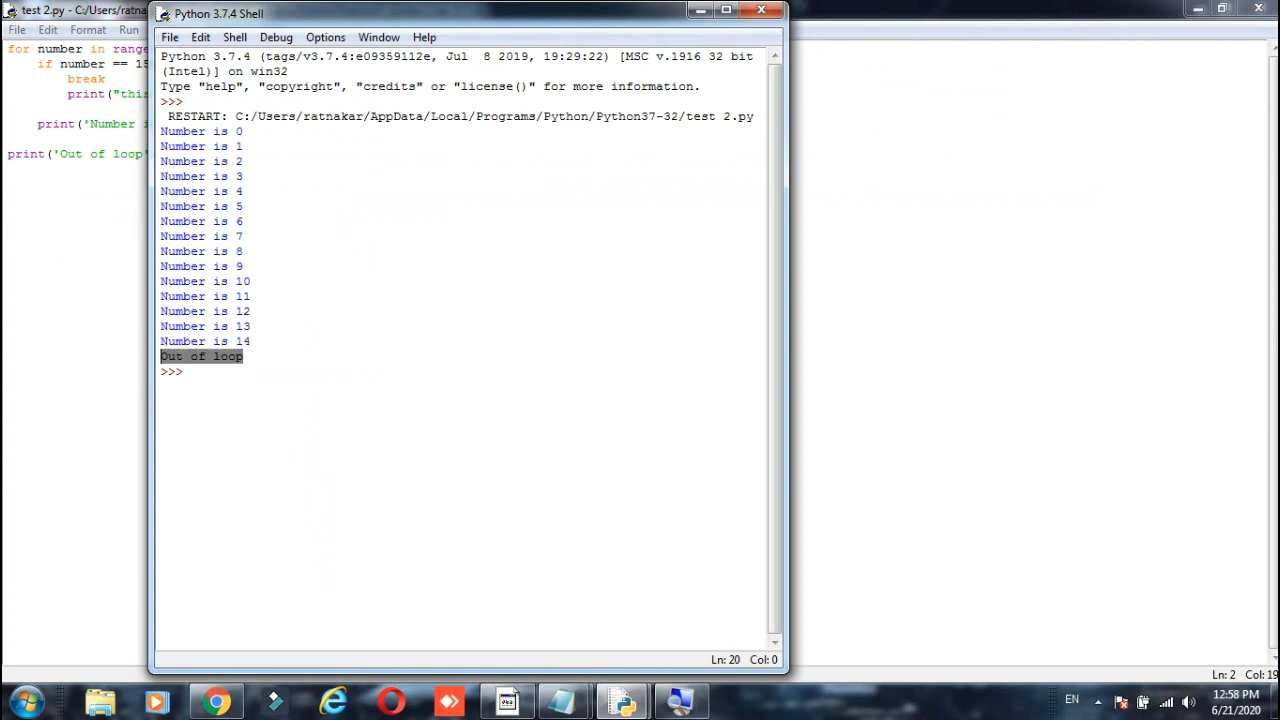 test 2.py - C:/Users/ratna
File Edit Format Run
for number in range
if number == 15
break
print("this
print('Number i
print('Out of loop'
Python 3.7.4 Shell
File Edit Shell Debug Options Window Help
Python 3.7.4 (tags/v3.7.4:e09359112e, Jul 8 2019, 19:29:22) [MSC v.1916 32 bit
(Intel)] on win32
Type "help", "copyright", "credits" or "license()" for more information.
>>>
RESTART: C:/Users/ratnakar/AppData/Local/Programs/Python/Python37-32/test 2.py
Number is 0
Number is 1
Number is 2
Number is 3
Number is 4
Number is 5
Number is 6
Number is 7
Number is 8
Number is 9
Number is 10
Number is 11
Number is 12
Number is 13
Number is 14
Out of loop
>>>
Ln: 20 Col: 0
Ln: 2 Col: 19
EN
12:58 PM
6/21/2020